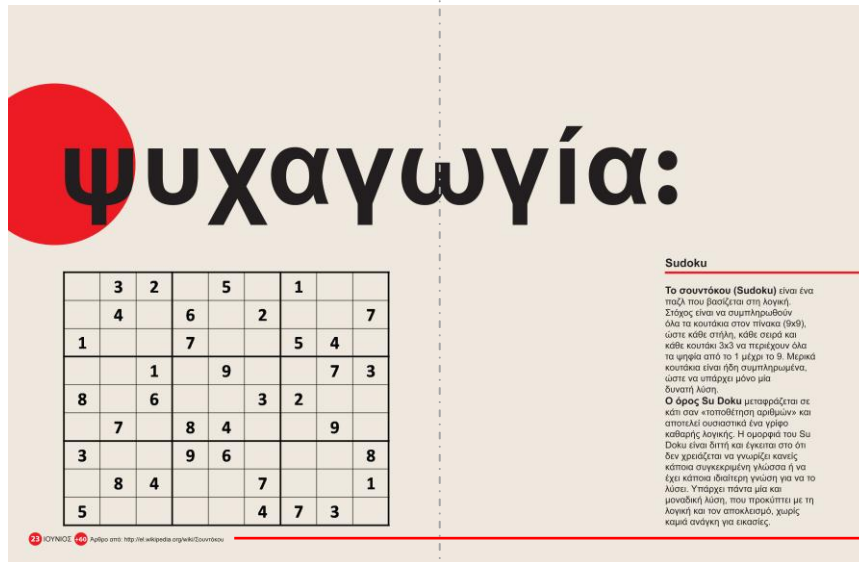 ψυχαγωγία:
3 2 5 1
4 6 2 7
1 7 5 4
1 9 7 3
8 6 3 2
7 8 4 9
3 9 6 8
8 4 7 1
5 4 7 3
Sudoku
Το σουντόκου (Sudoku) είναι ένα
παζλ που βασίζεται στη λογική.
Στόχος είναι να συμπληρωθούν
όλα τα κουτάκια στον πίνακα (9x9),
ώστε κάθε στήλη, κάθε σειρά και
κάθε κουτάκι 3x3 να περιέχουν όλα
τα ψηφία από το 1 μέχρι το 9. Μερικά
κουτάκια είναι ήδη συμπληρωμένα,
ώστε να υπάρχει μόνο μία
δυνατή λύση.
Ο όρος Su Doku μεταφράζεται σε
κάτι σαν «τοποθέτηση αριθμών» και
αποτελεί ουσιαστικά ένα γρίφο
καθαρής λογικής. Η ομορφιά του Su
Doku είναι διττή και έγκειται στο ότι
δεν χρειάζεται να γνωρίζει κανείς
κάποια συγκεκριμένη γλώσσα ή να
έχει κάποια ιδιαίτερη γνώση για να το
λύσει. Υπάρχει πάντα μία και
μοναδική λύση, που προκύπτει με τη
λογική και τον αποκλεισμό, χωρίς
καμιά ανάγκη για εικασίες.
23 ΙΟΥΝΙΟΣ +60 Άρθρο από: http://el.wikipedia.org/wiki/Σουντόκου